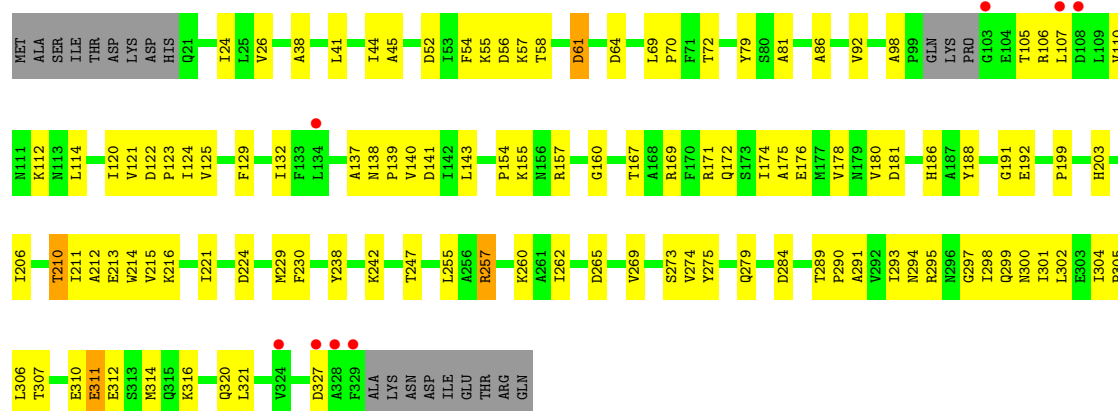 MET ALA SER ILE THR ASP LYS ASP HIS Q21 I24 L25 V26 A38 L41 I44 A45 D52 I53 F54 K55 D56 K57 T58 D61 D64 L69 P70 F71 T72 Y79 S80 A81 A86 V92 A98 P99 GLN LYS PRO G103 E104 T105 R106 L107 D108 L109 V110
N111 K112 N113 L114 I120 V121 D122 P123 I124 V125 F129 I132 F133 L134 A137 N138 P139 V140 D141 I142 L143 P154 K155 N156 R157 G160 T167 A168 R169 F170 R171 Q172 S173 I174 A175 E176 M177 V178 N179 V180 D181 H186 A187 Y188 G191 E192 P199 H203
I206 T210 I211 A212 E213 W214 V215 K216 I221 D224 M229 F230 Y238 K242 T247 L255 A256 R257 K260 A261 I262 D265 V269 S273 V274 Y275 Q279 D284 T289 P290 A291 V292 I293 N294 R295 N296 G297 I298 Q299 N300 I301 L302 E303 I304
L306 T307 E310 E311 E312 S313 M314 Q315 K316 Q320 L321 V324 D327 A328 F329 ALA LYS ASN ASP ILE GLU THR ARG GLN